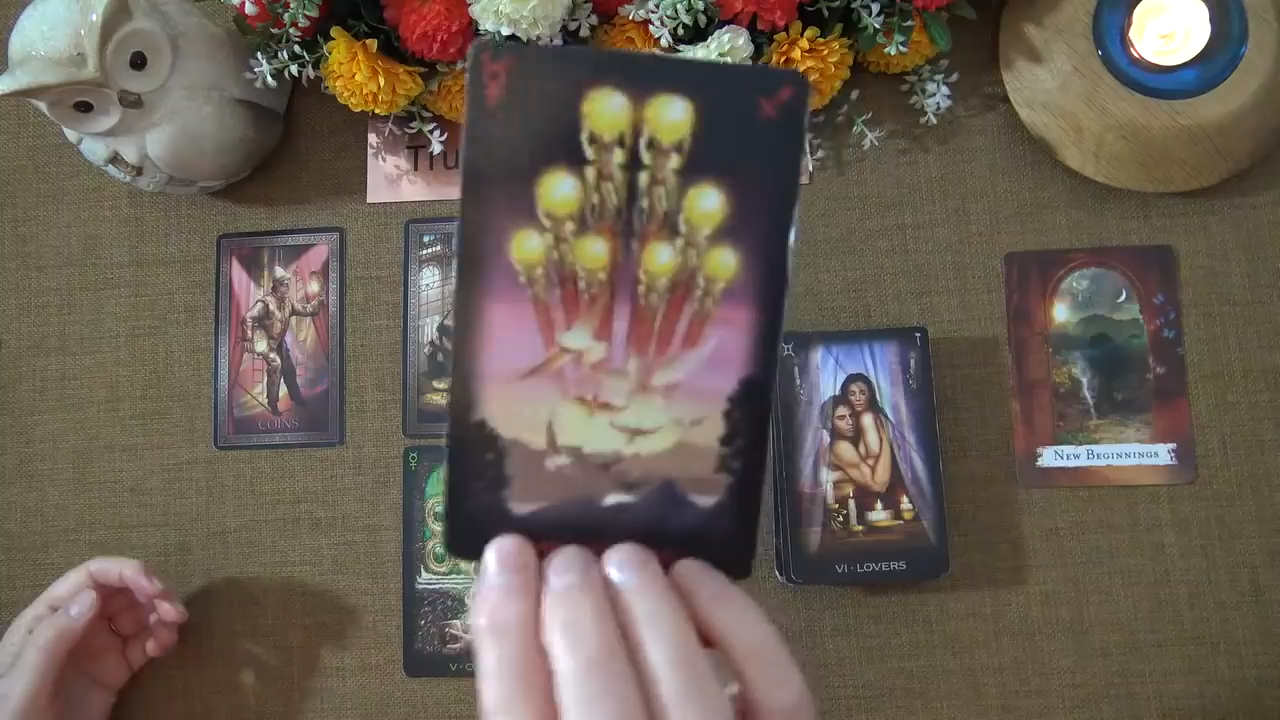 Tru
COINS
NEW BEGINNINGS
VI · LOVERS
V · C